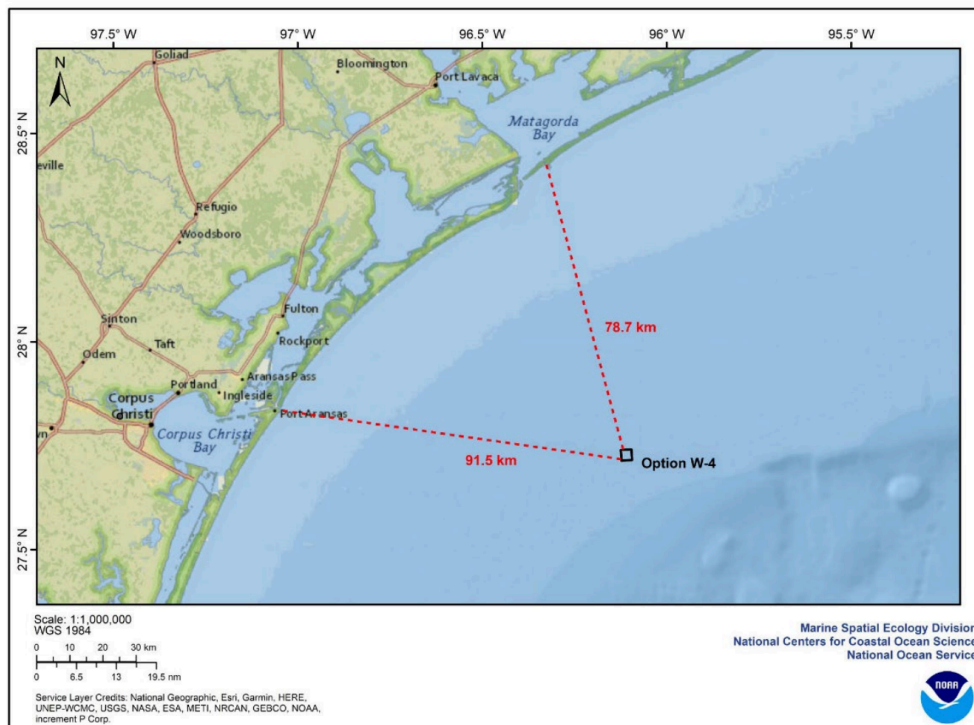 97.5° W 97° W 96.5° W 96° W 95.5° W
N
Goliad
Bloomington
Port Lavaca
Matagorda
Bay
28.5° N
eville
Refugio
Woodsboro
Fulton
Sinton
Rockport
28° N
78.7 km
Taft
Odem
Aransas Pass
Portland
Ingleside
Corpus
Christi
Port Aransas
wn
Corpus Christi
Bay
91.5 km
Option W-4
27.5° N
Scale: 1:1,000,000
WGS 1984
0 10 20 30 km
0 6.5 13 19.5 nm
Service Layer Credits: National Geographic, Esri, Garmin, HERE,
UNEP-WCMC, USGS, NASA, ESA, METI, NRCAN, GEBCO, NOAA,
increment P Corp.
Marine Spatial Ecology Division
National Centers for Coastal Ocean Science
National Ocean Service
NOAA